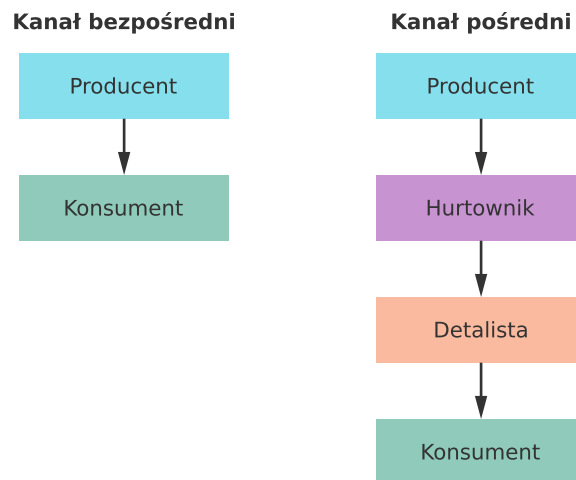 Kanał bezpośredni
Producent
Konsument
Kanał pośredni
Producent
Hurtownik
Detalista
Konsument